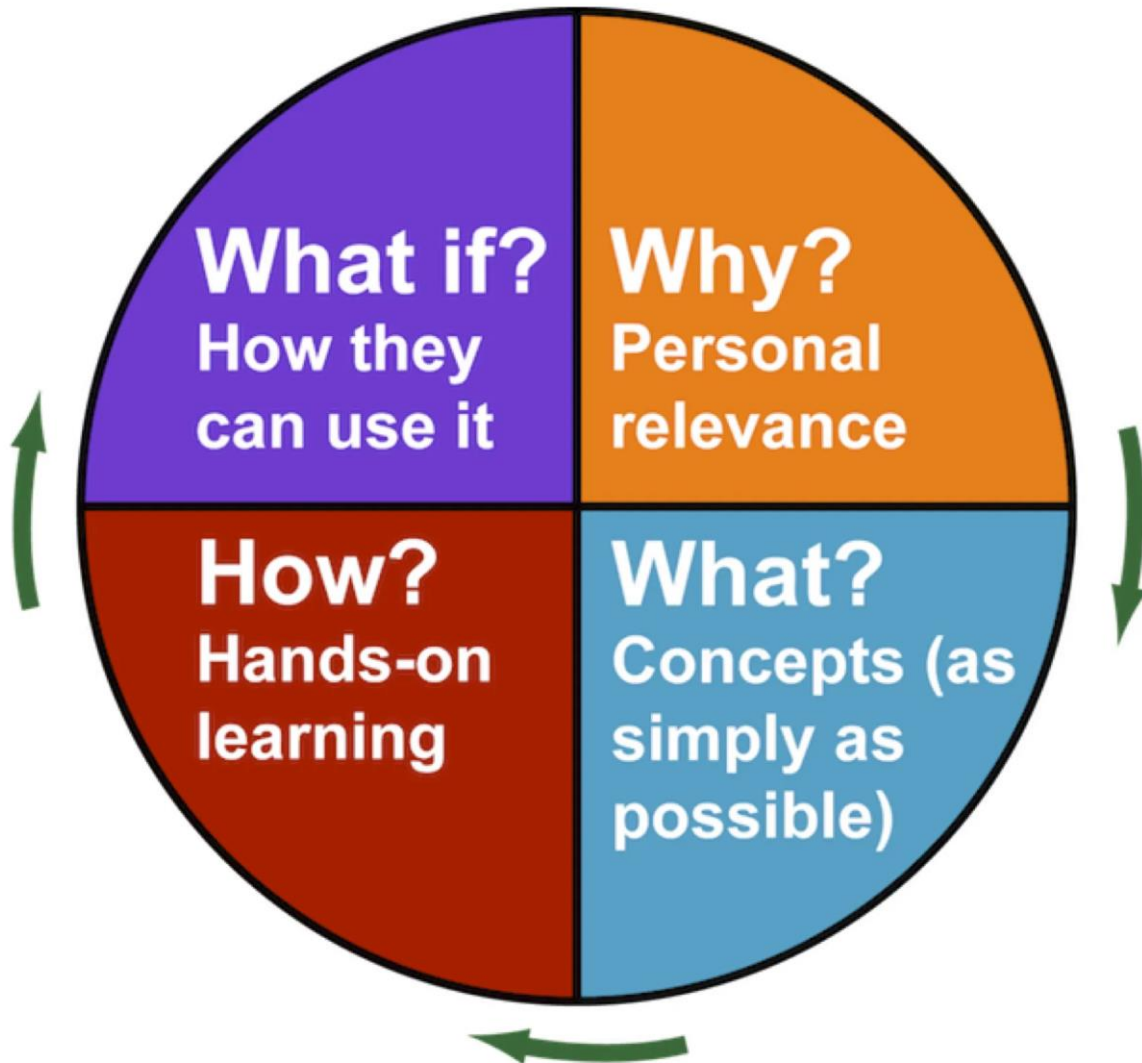 What if?
How they
can use it
Why?
Personal
relevance
How?
Hands-on
learning
What?
Concepts (as
simply as
possible)